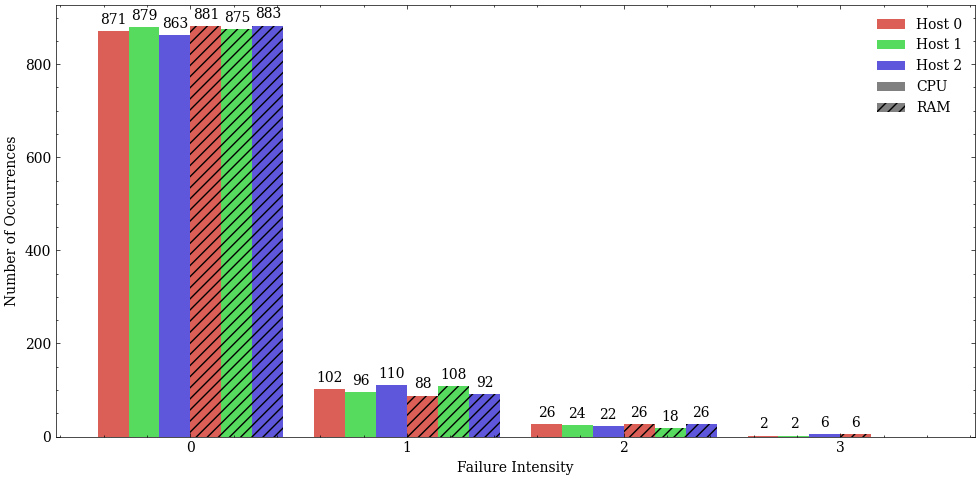 871 879 863 881 875 883
Host 0
Host 1
Host 2
CPU
RAM
800
600
400
200
0
102 96 110 88 108 92
26 24 22 26 18 26
2 2 6 6
0 1 2 3
Number of Occurrences
Failure Intensity